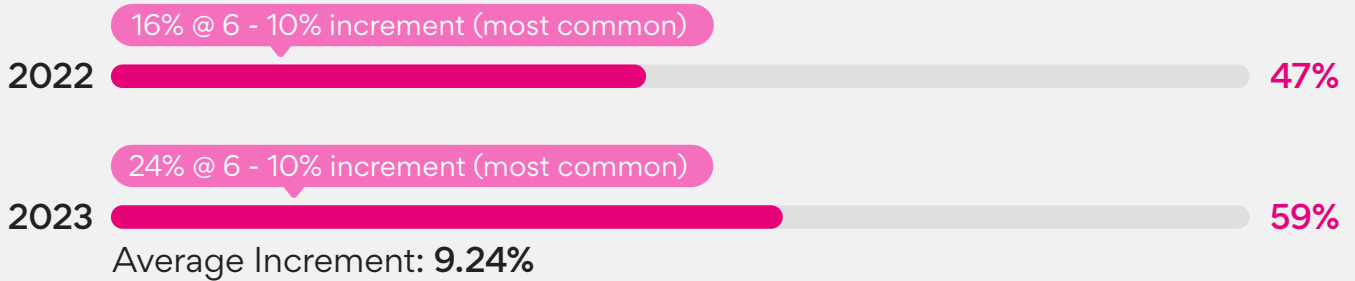 16% @ 6 - 10% increment (most common)
2022 47%
24% @ 6 - 10% increment (most common)
2023 59%
Average Increment: 9.24%